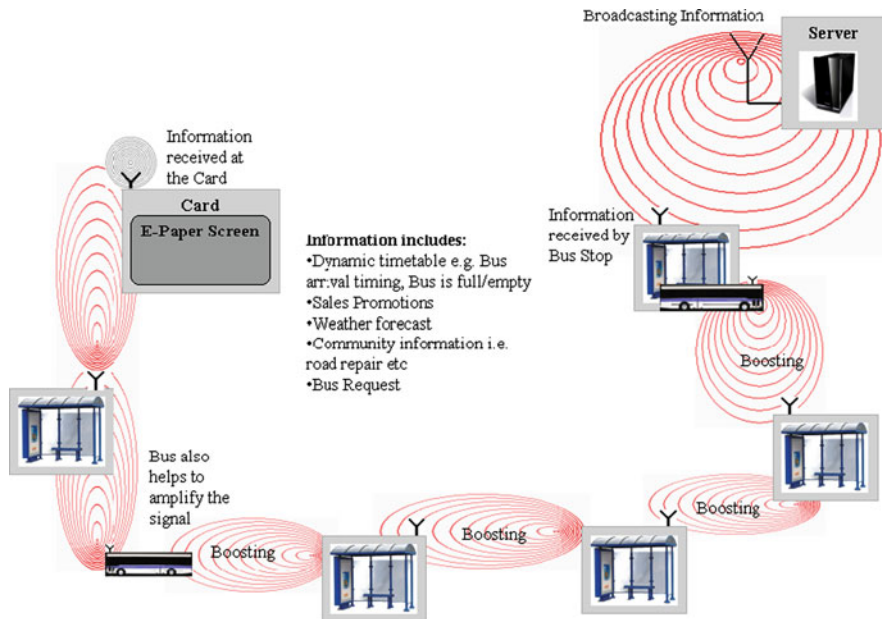 Broadcasting Information
Server
Information
received at
the Card
Card
E-Paper Screen
Information
received by
Bus Stop
Information includes:
•Dynamic timetable e.g. Bus
arrival timing, Bus is full/empty
•Sales Promotions
•Weather forecast
•Community information i.e.
road repair etc
•Bus Request
Boosting
Bus also
helps to
amplify the
signal
Boosting
Boosting
Boosting